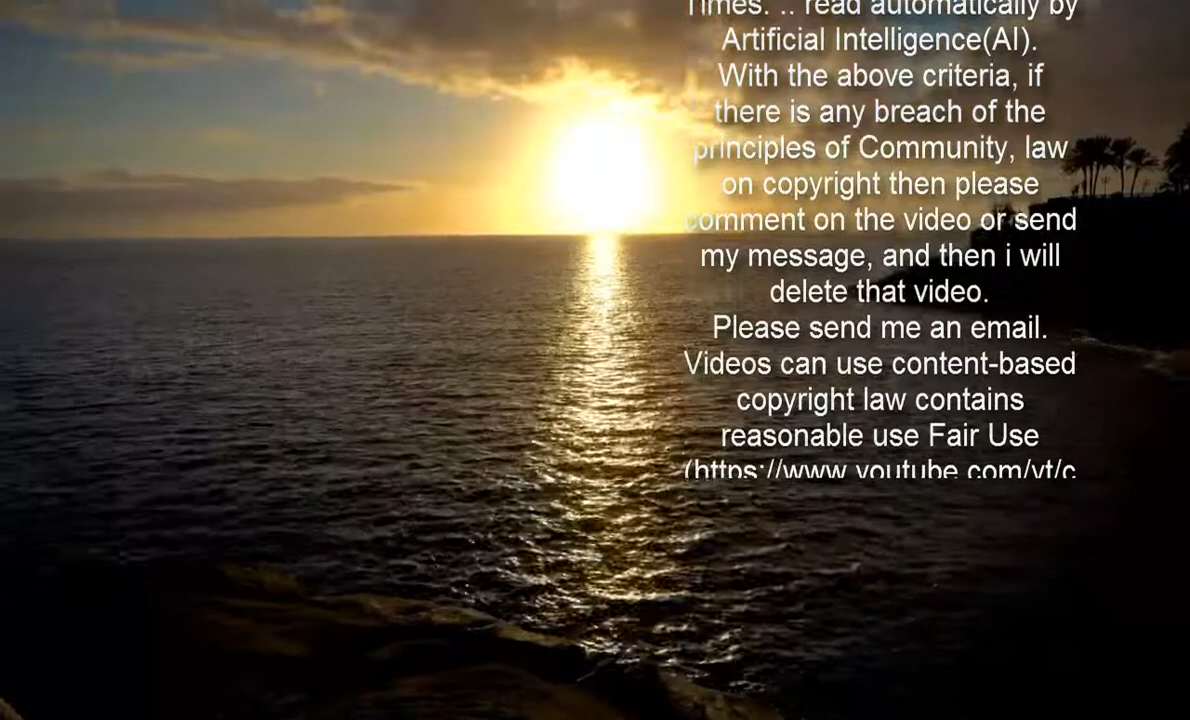 Times. .. read automatically by
Artificial Intelligence(AI).
With the above criteria, if
there is any breach of the
principles of Community, law
on copyright then please
comment on the video or send
my message, and then i will
delete that video.
Please send me an email.
Videos can use content-based
copyright law contains
reasonable use Fair Use
(https://www.youtube.com/yt/c